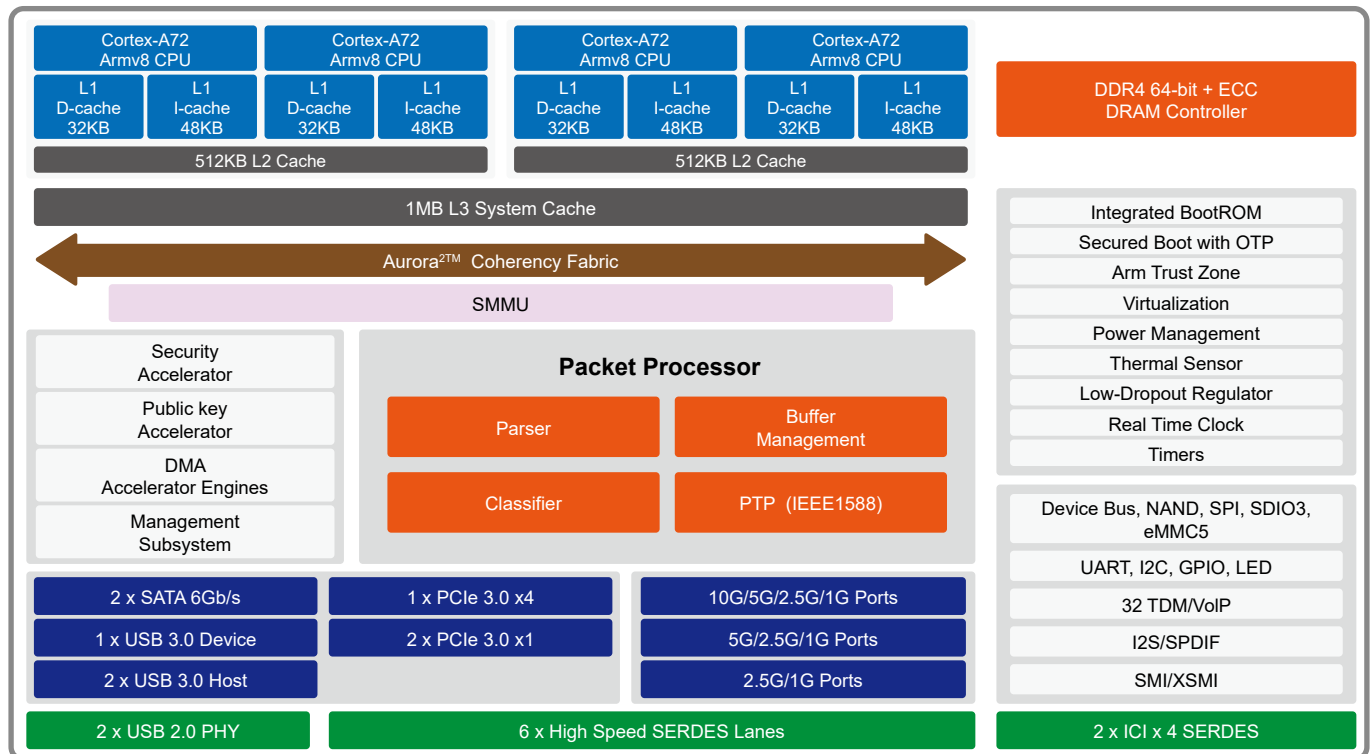 Cortex-A72
Armv8 CPU
Cortex-A72
Armv8 CPU
L1
D-cache
32KB
L1
I-cache
48KB
L1
D-cache
32KB
L1
I-cache
48KB
512KB L2 Cache
Cortex-A72
Armv8 CPU
Cortex-A72
Armv8 CPU
L1
D-cache
32KB
L1
I-cache
48KB
L1
D-cache
32KB
L1
I-cache
48KB
512KB L2 Cache
DDR4 64-bit + ECC
DRAM Controller
1MB L3 System Cache
Aurora2TM Coherency Fabric
SMMU
Security
Accelerator
Public key
Accelerator
DMA
Accelerator Engines
Management
Subsystem
Packet Processor
Parser
Buffer
Management
Classifier
PTP (IEEE1588)
Integrated BootROM
Secured Boot with OTP
Arm Trust Zone
Virtualization
Power Management
Thermal Sensor
Low-Dropout Regulator
Real Time Clock
Timers
Device Bus, NAND, SPI, SDIO3,
eMMC5
UART, I2C, GPIO, LED
32 TDM/VoIP
I2S/SPDIF
SMI/XSMI
2 x SATA 6Gb/s
1 x USB 3.0 Device
2 x USB 3.0 Host
1 x PCIe 3.0 x4
2 x PCIe 3.0 x1
10G/5G/2.5G/1G Ports
5G/2.5G/1G Ports
2.5G/1G Ports
2 x USB 2.0 PHY
6 x High Speed SERDES Lanes
2 x ICI x 4 SERDES